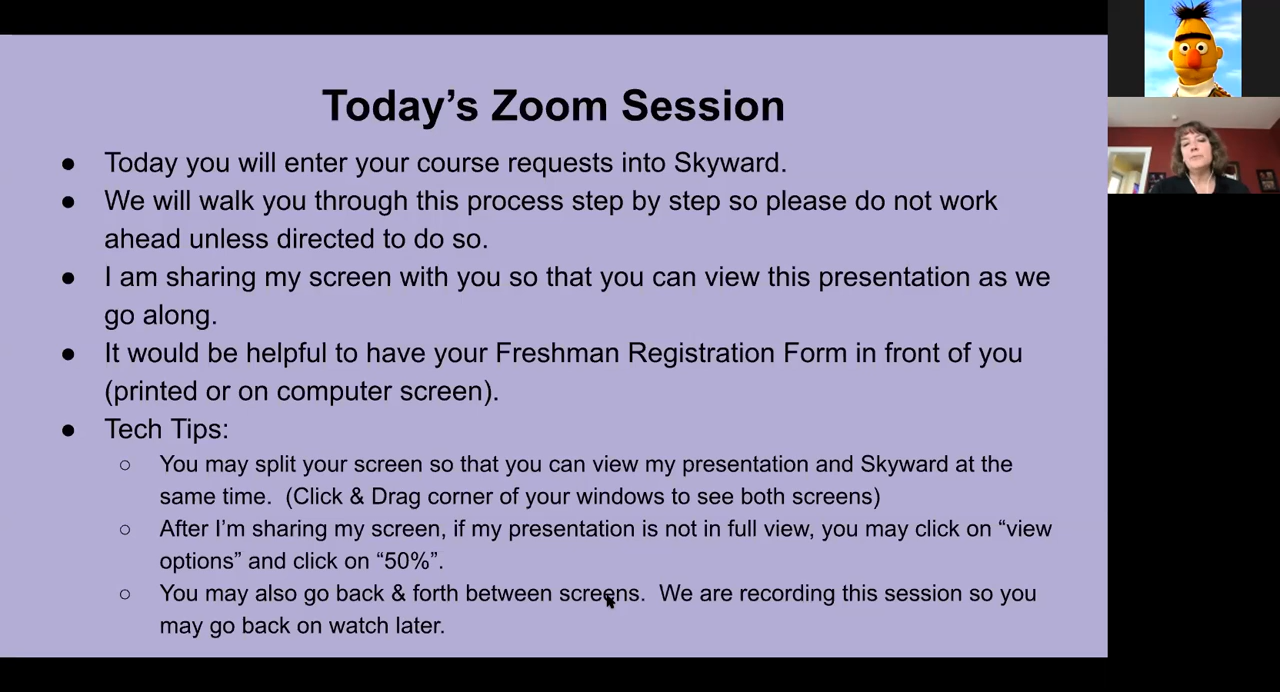 Today's Zoom Session
● Today you will enter your course requests into Skyward.
● We will walk you through this process step by step so please do not work
ahead unless directed to do so.
● I am sharing my screen with you so that you can view this presentation as we
go along.
● It would be helpful to have your Freshman Registration Form in front of you
(printed or on computer screen).
● Tech Tips:
○ You may split your screen so that you can view my presentation and Skyward at the
same time.  (Click & Drag corner of your windows to see both screens)
○ After I'm sharing my screen, if my presentation is not in full view, you may click on “view
options” and click on “50%”.
○ You may also go back & forth between screens.  We are recording this session so you
may go back on watch later.